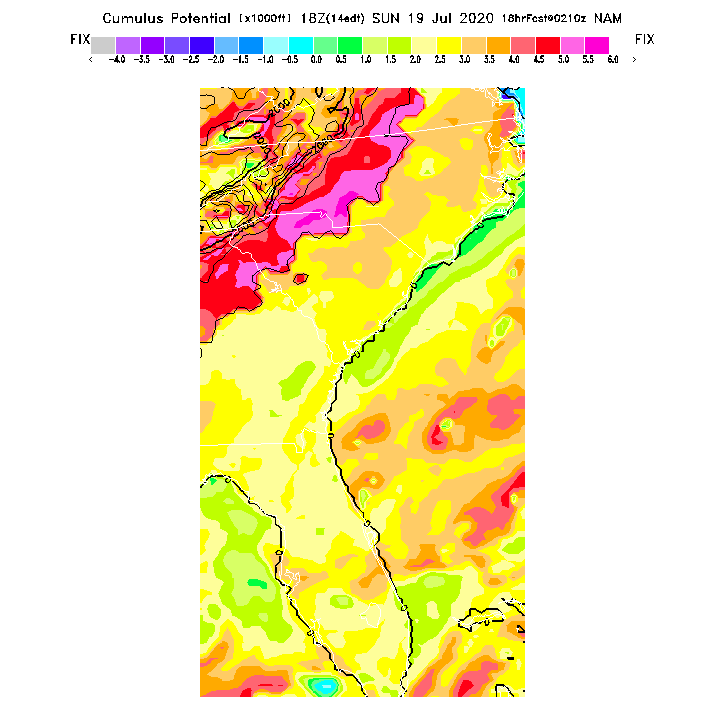 Cumulus Potential [x1000ft] 18Z(14edt) SUN 19 Jul 2020 18hrFcst@0210z NAM
FIX FIX
< -4.0 -3.5 -3.0 -2.5 -2.0 -1.5 -1.0 -0.5 0.0 0.5 1.0 1.5 2.0 2.5 3.0 3.5 4.0 4.5 5.0 5.5 6.0 >